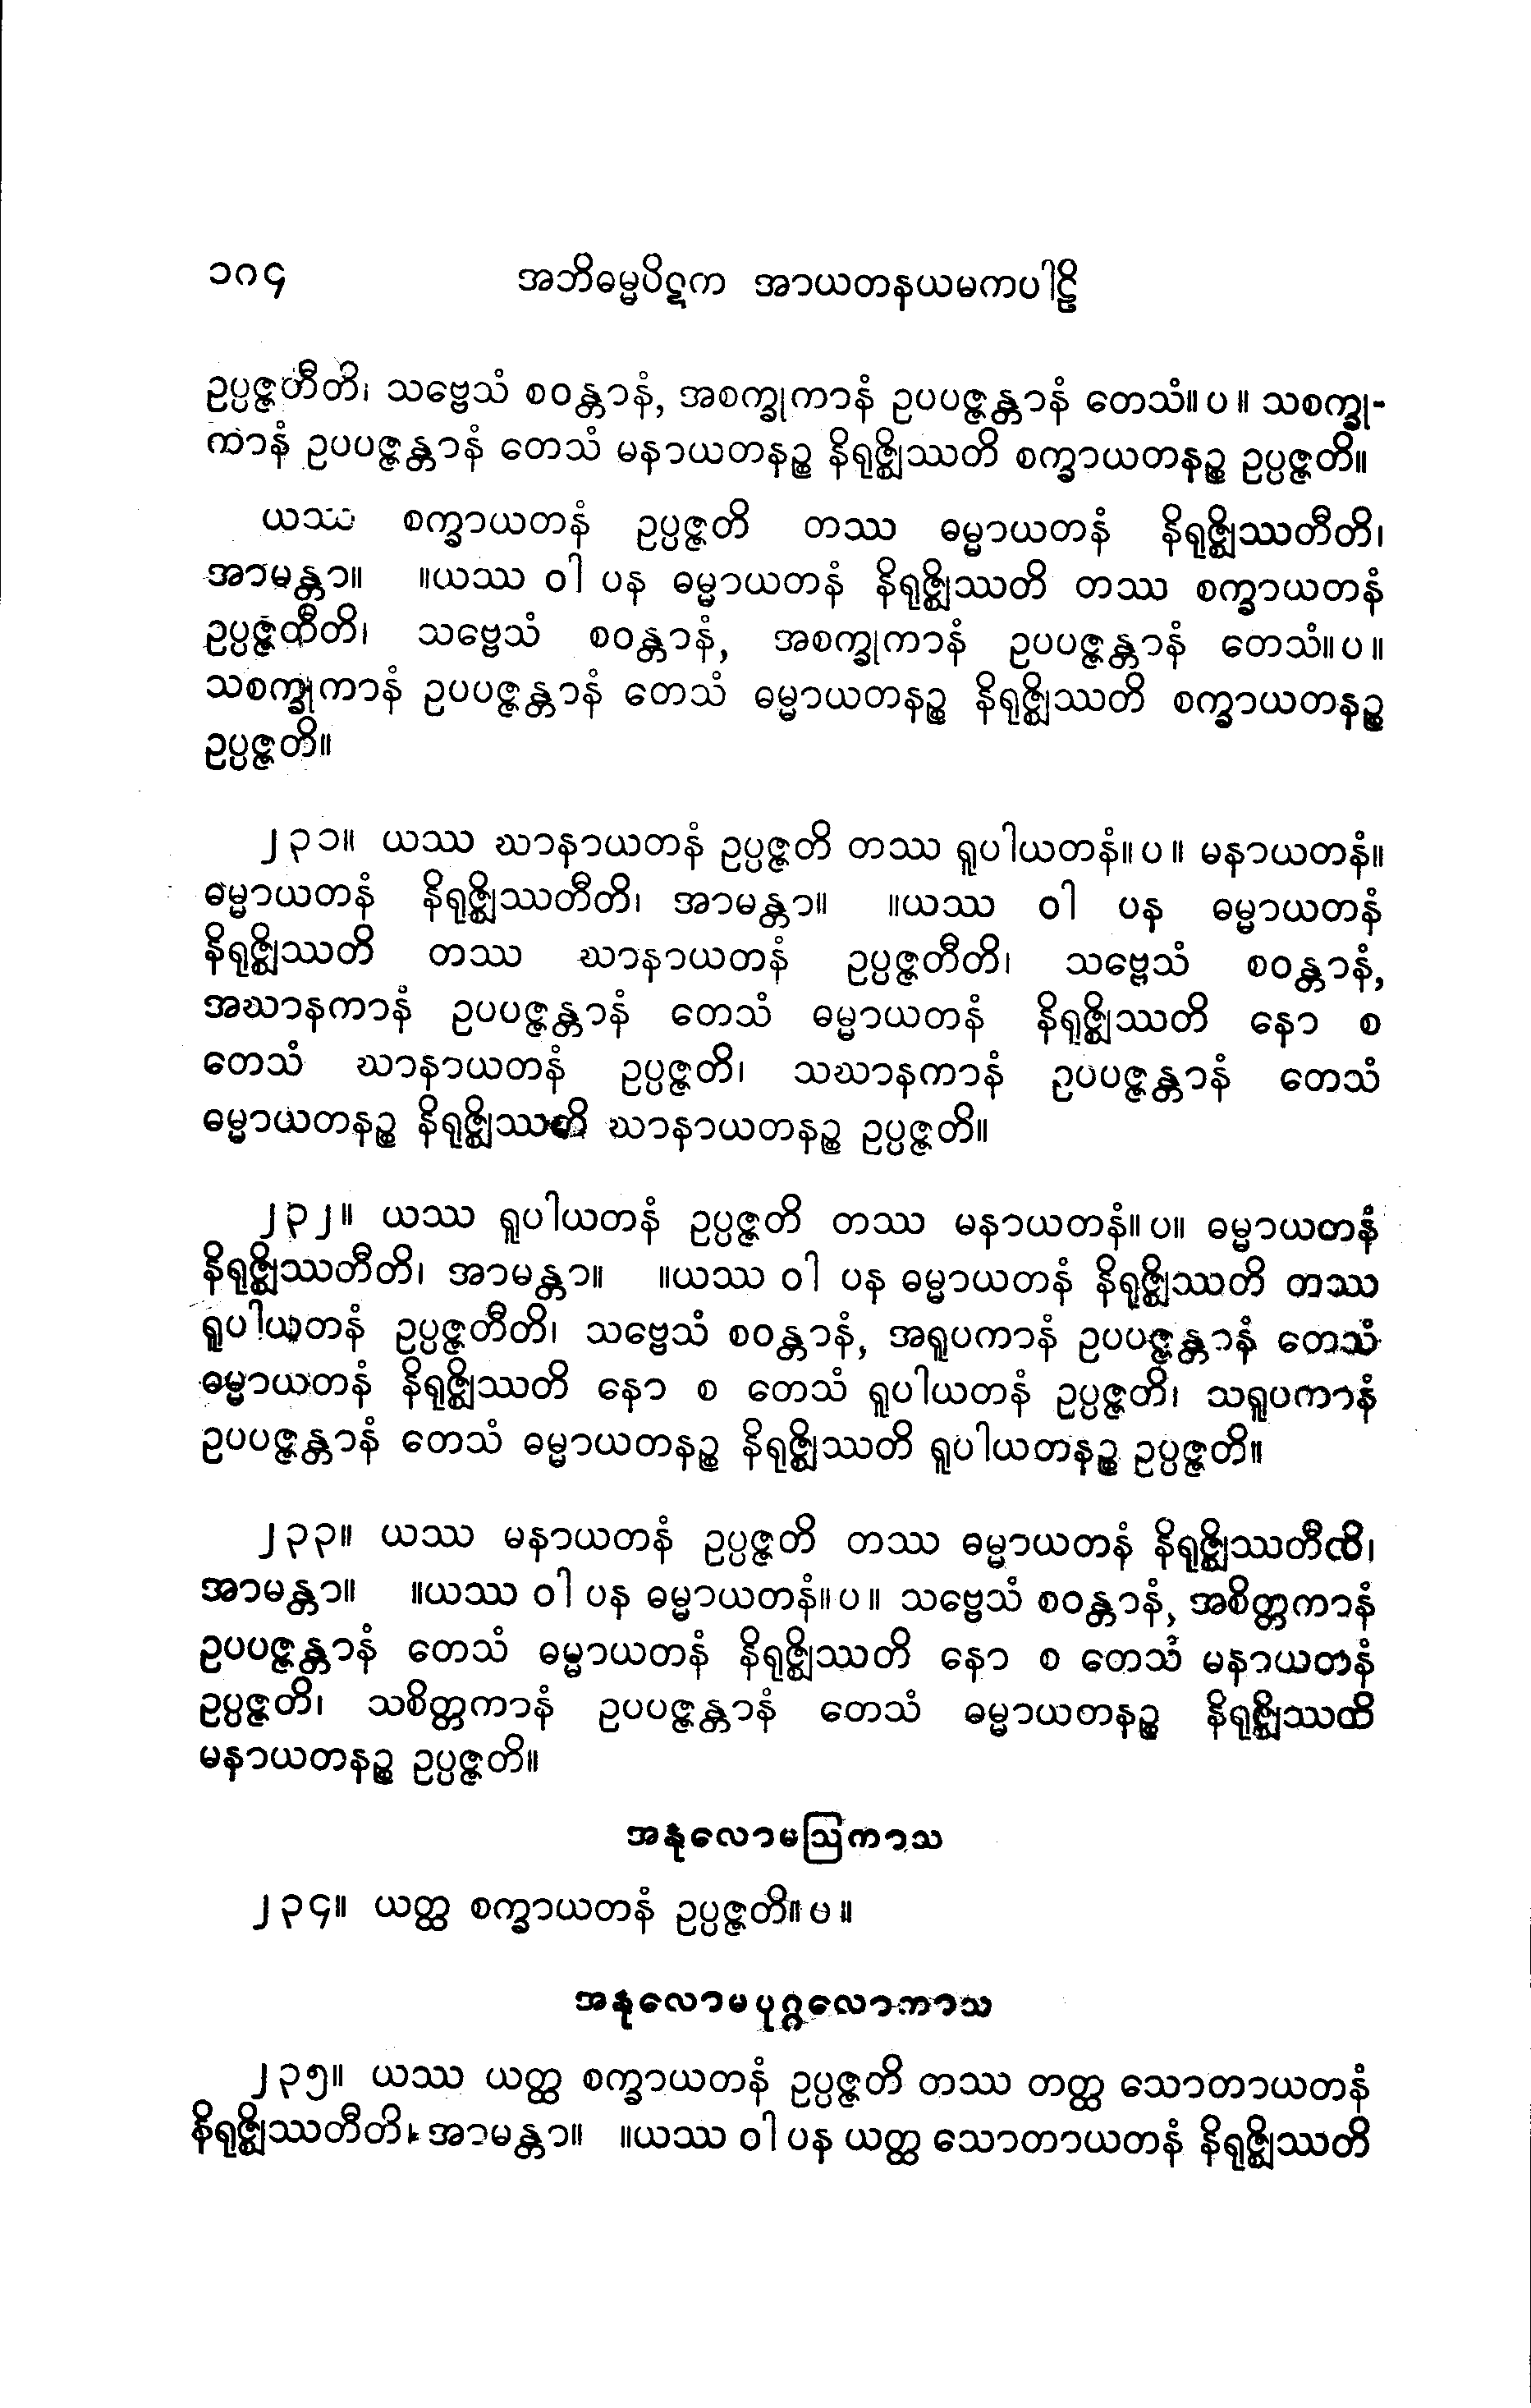 ၁၀၄ အဘိဓမ္မပိဋက အာယတနယမကပါဠိ
ဥပ္ပဇ္ဇတီတိ၊ သဗ္ဗေသံ စဝန္တာနံ, အစက္ခုကာနံ ဥပပဇ္ဇန္တာနံ တေသံ။ပ။ သစက္ခု-
ကာနံ ဥပပဇ္ဇန္တာနံ တေသံ မနာယတနဉ္စ နိရုဇ္ဈိဿတိ စက္ခာယတနဉ္စ ဥပ္ပဇ္ဇတိ။
ယဿ စက္ခာယတနံ ဥပ္ပဇ္ဇတိ တဿ ဓမ္မာယတနံ နိရုဇ္ဈိဿတီတိ၊
အာမန္တာ။ ။ယဿ ဝါ ပန ဓမ္မာယတနံ နိရုဇ္ဈိဿတိ တဿ စက္ခာယတနံ
ဥပ္ပဇ္ဇတီတိ၊ သဗ္ဗေသံ စဝန္တာနံ, အစက္ခုကာနံ ဥပပဇ္ဇန္တာနံ တေသံ။ပ။
သစက္ခုကာနံ ဥပပဇ္ဇန္တာနံ တေသံ ဓမ္မာယတနဉ္စ နိရုဇ္ဈိဿတိ စက္ခာယတနဉ္စ
ဥပ္ပဇ္ဇတိ။
၂၃၁။ ယဿ ဃာနာယတနံ ဥပ္ပဇ္ဇတိ တဿ ရူပါယတနံ။ပ။ မနာယတနံ။
ဓမ္မာယတနံ နိရုဇ္ဈိဿတီတိ၊ အာမန္တာ။ ။ယဿ ဝါ ပန ဓမ္မာယတနံ
နိရုဇ္ဈိဿတိ တဿ ဃာနာယတနံ ဥပ္ပဇ္ဇတီတိ၊ သဗ္ဗေသံ စဝန္တာနံ,
အဃာနကာနံ ဥပပဇ္ဇန္တာနံ တေသံ ဓမ္မာယတနံ နိရုဇ္ဈိဿတိ နော စ
တေသံ ဃာနာယတနံ ဥပ္ပဇ္ဇတိ၊ သဃာနကာနံ ဥပပဇ္ဇန္တာနံ တေသံ
ဓမ္မာယတနဉ္စ နိရုဇ္ဈိဿတိ ဃာနာယတနဉ္စ ဥပ္ပဇ္ဇတိ။
၂၃၂။ ယဿ ရူပါယတနံ ဥပ္ပဇ္ဇတိ တဿ မနာယတနံ။ပ။ ဓမ္မာယတနံ
နိရုဇ္ဈိဿတီတိ၊ အာမန္တာ။ ။ယဿ ဝါ ပန ဓမ္မာယတနံ နိရုဇ္ဈိဿတိ တဿ
ရူပါယတနံ ဥပ္ပဇ္ဇတီတိ၊ သဗ္ဗေသံ စဝန္တာနံ, အရူပကာနံ ဥပပဇ္ဇန္တာနံ တေသံ
ဓမ္မာယတနံ နိရုဇ္ဈိဿတိ နော စ တေသံ ရူပါယတနံ ဥပ္ပဇ္ဇတိ၊ သရူပကာနံ
ဥပပဇ္ဇန္တာနံ တေသံ ဓမ္မာယတနဉ္စ နိရုဇ္ဈိဿတိ ရူပါယတနဉ္စ ဥပ္ပဇ္ဇတိ။
၂၃၃။ ယဿ မနာယတနံ ဥပ္ပဇ္ဇတိ တဿ ဓမ္မာယတနံ နိရုဇ္ဈိဿတီတိ၊
အာမန္တာ။ ။ယဿ ဝါ ပန ဓမ္မာယတနံ။ပ။ သဗ္ဗေသံ စဝန္တာနံ, အစိတ္တကာနံ
ဥပပဇ္ဇန္တာနံ တေသံ ဓမ္မာယတနံ နိရုဇ္ဈိဿတိ နော စ တေသံ မနာယတနံ
ဥပ္ပဇ္ဇတိ၊ သစိတ္တကာနံ ဥပပဇ္ဇန္တာနံ တေသံ ဓမ္မာယတနဉ္စ နိရုဇ္ဈိဿတိ
မနာယတနဉ္စ ဥပ္ပဇ္ဇတိ။
အနုလောမဩကာသ
၂၃၄။ ယတ္ထ စက္ခာယတနံ ဥပ္ပဇ္ဇတိ။ပ။
အနုလောမပုဂ္ဂလောကာသ
၂၃၅။ ယဿ ယတ္ထ စက္ခာယတနံ ဥပ္ပဇ္ဇတိ တဿ တတ္ထ သောတာယတနံ
နိရုဇ္ဈိဿတီတိ၊ အာမန္တာ။ ။ယဿ ဝါ ပန ယတ္ထ သောတာယတနံ နိရုဇ္ဈိဿတိ